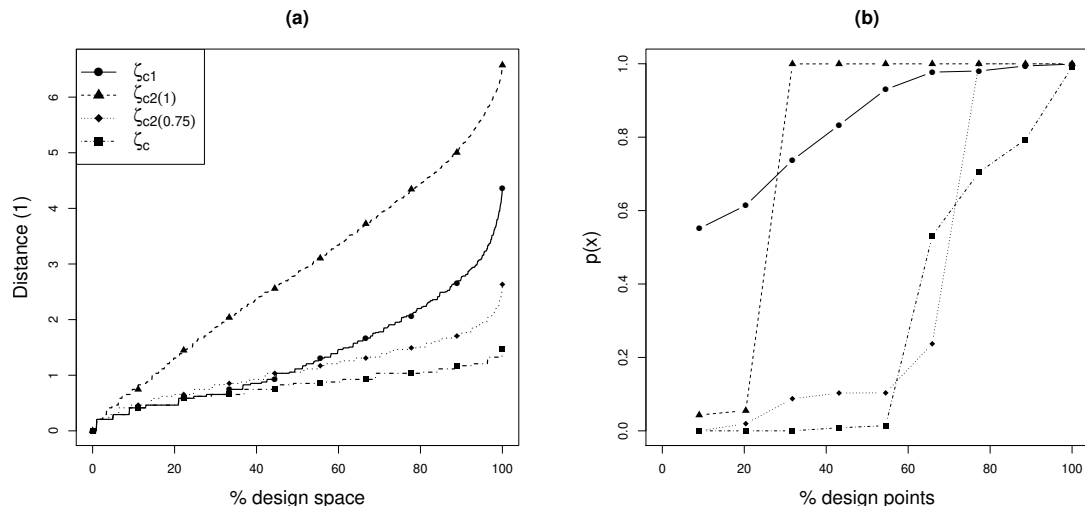 (a)
ζc1
ζc2(1)
ζc2(0.75)
ζc
Distance (1)
0
1
2
3
4
5
6
0 20 40 60 80 100
% design space
(b)
p(x)
0.0
0.2
0.4
0.6
0.8
1.0
0 20 40 60 80 100
% design points